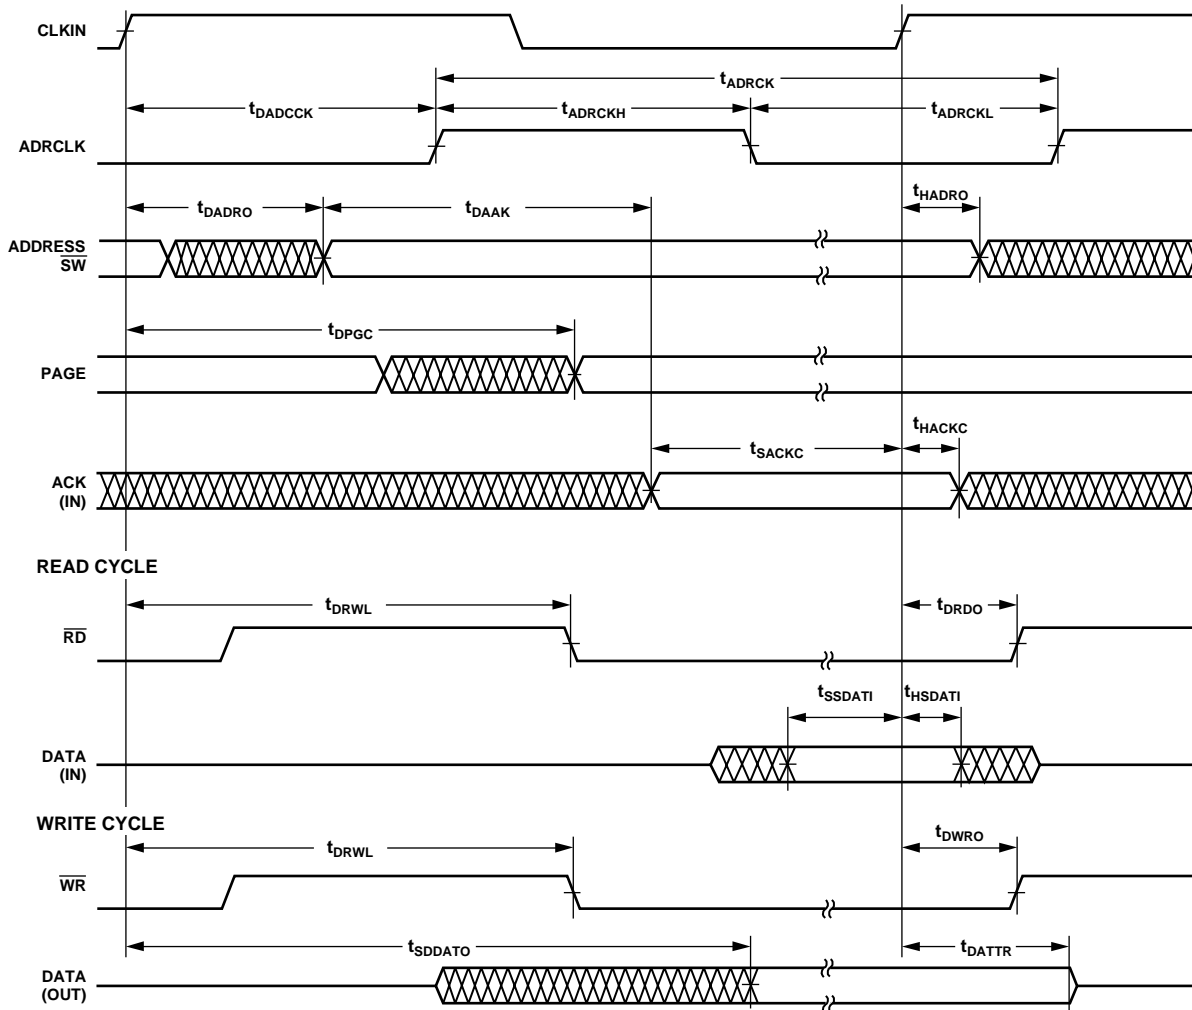 CLKIN
tADRCK
tDADCCK
tADRCKH
tADRCKL
ADRCLK
tHADRO
tDADRO
tDAAK
ADDRESS
SW
tDPGC
PAGE
tHACKC
tSACKC
ACK
(IN)
READ CYCLE
tDRWL
tDRDO
RD
tSSDATI
tHSDATI
DATA
(IN)
WRITE CYCLE
tDRWL
tDWRO
WR
tSDDATO
tDATTR
DATA
(OUT)